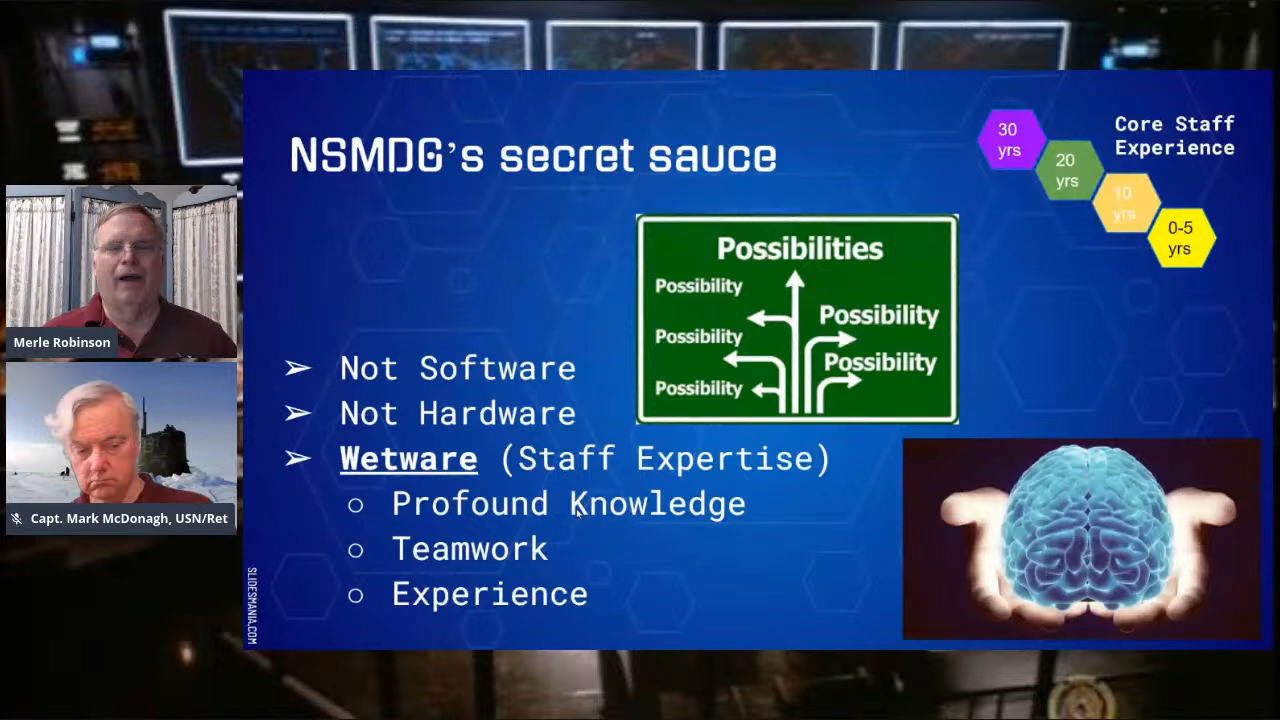 NSMDG's secret sauce
30
yrs
20
yrs
10
yrs
0-5
yrs
Core Staff
Experience
Possibilities
Possibility
Possibility
Possibility
Possibility
Possibility
➢ Not Software
➢ Not Hardware
➢ Wetware (Staff Expertise)
○ Profound Knowledge
○ Teamwork
○ Experience
SLIDESMANIA.COM
Merle Robinson
Capt. Mark McDonagh, USN/Ret